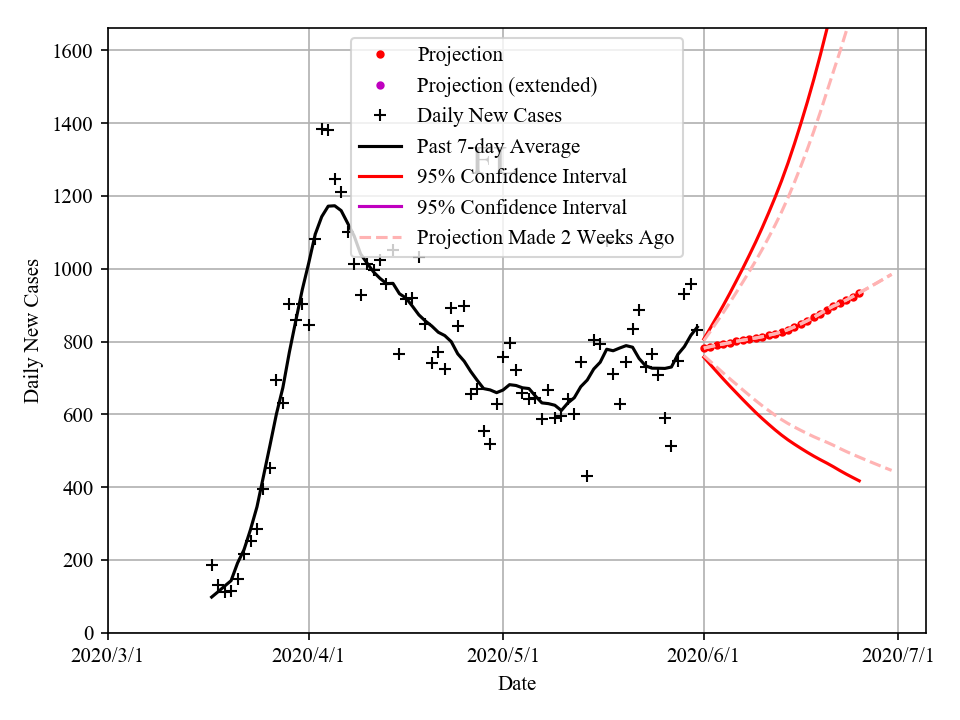 1600
1400
1200
1000
800
600
400
200
0
Daily New Cases
Projection
Projection (extended)
Daily New Cases
Past 7-day Average
95% Confidence Interval
95% Confidence Interval
Projection Made 2 Weeks Ago
FL
2020/3/1
2020/4/1
2020/5/1
2020/6/1
2020/7/1
Date